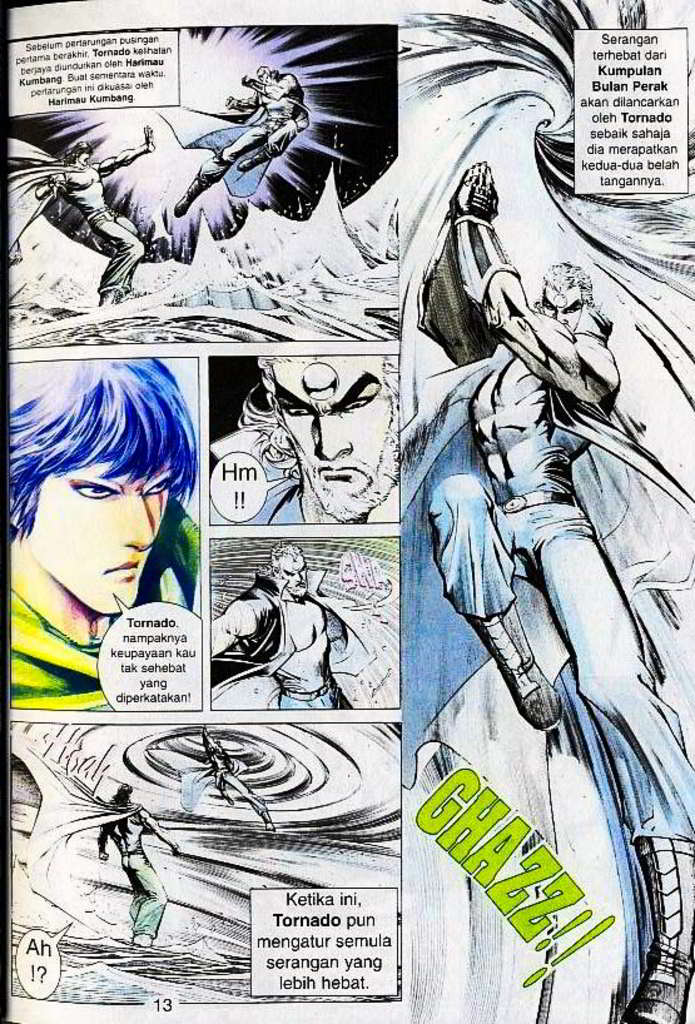 Sebelum pertarungan pusingan
pertama berakhir, Tornado kelihatan
berjaya diundurkan oleh Harimau
Kumbang. Buat sementara waktu,
pertarungan ini dikuasai oleh
Harimau Kumbang.
Tornado,
nampaknya
keupayaan kau
tak sehebat
yang
diperkatakan!
Hm
!!
Ah
!?
Ketika ini,
Tornado pun
mengatur semula
serangan yang
lebih hebat.
Serangan
terhebat dari
Kumpulan
Bulan Perak
akan dilancarkan
oleh Tornado
sebaik sahaja
dia merapatkan
kedua-dua belah
tangannya.
GHAZZ!!
13